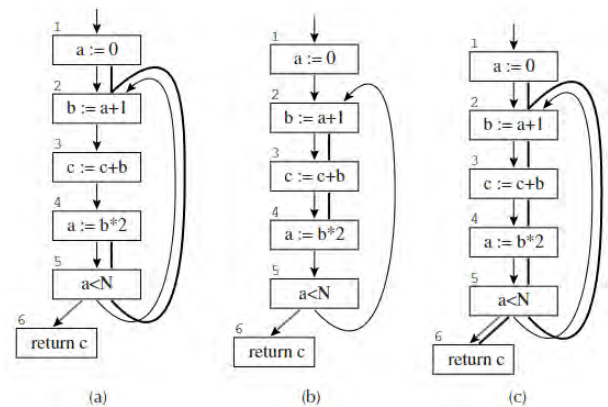 1
a := 0
2
b := a+1
3
c := c+b
4
a := b*2
5
a<N
6
return c
(a)
1
a := 0
2
b := a+1
3
c := c+b
4
a := b*2
5
a<N
6
return c
(b)
1
a := 0
2
b := a+1
3
c := c+b
4
a := b*2
5
a<N
6
return c
(c)